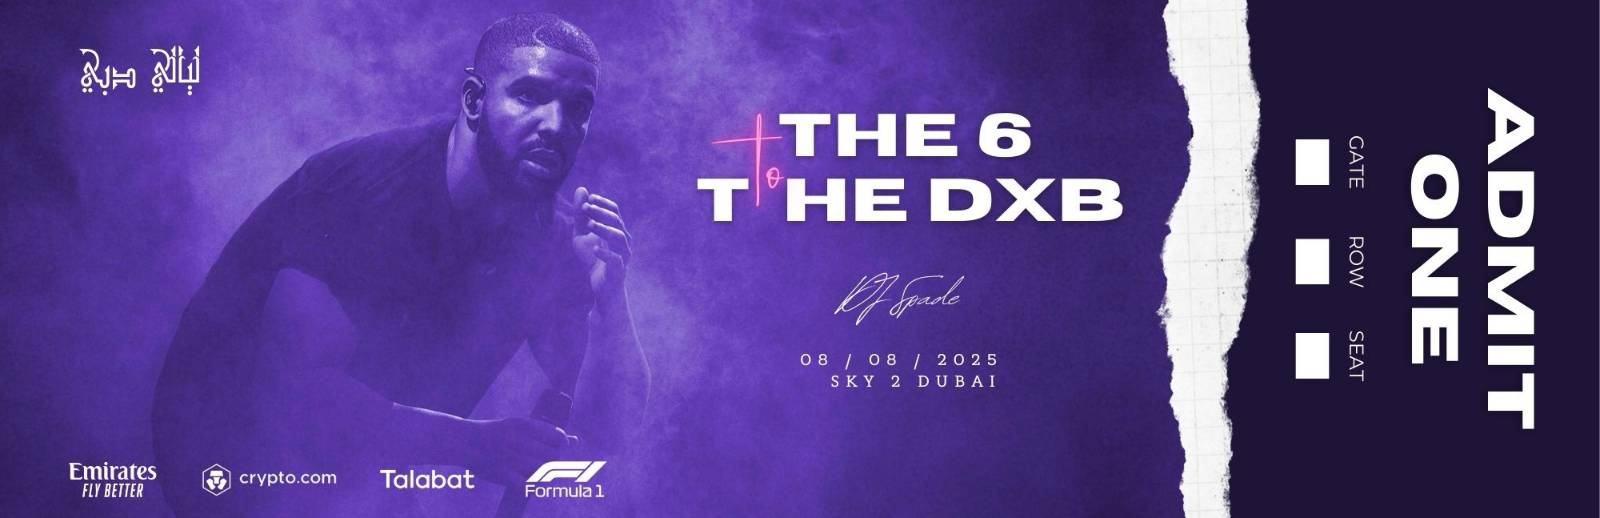 ليالي دبي
THE 6
to
THE DXB
DJ Spade
08 / 08 / 2025
SKY 2 DUBAI
Emirates
FLY BETTER
crypto.com
Talabat
Formula 1
ADMIT
ONE
GATE
ROW
SEAT